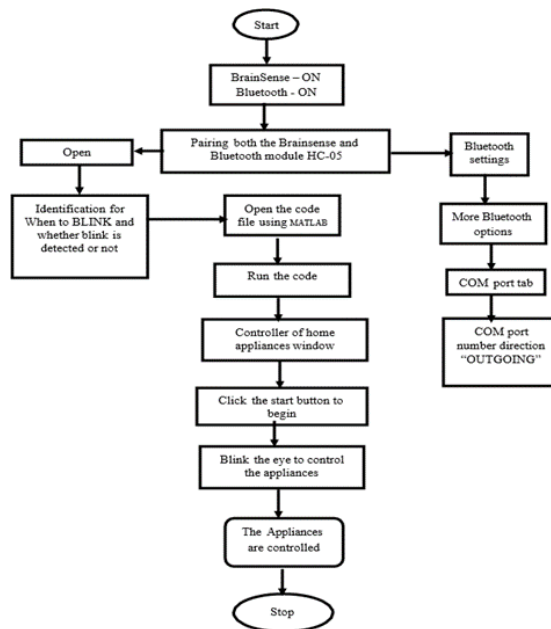 Start
BrainSense – ON
Bluetooth - ON
Pairing both the Brainsense and
Bluetooth module HC-05
Open
Bluetooth
settings
Identification for
When to BLINK and
whether blink is
detected or not
Open the code
file using MATLAB
More Bluetooth
options
Run the code
COM port tab
Controller of home
appliances window
COM port
number direction
“OUTGOING”
Click the start button to
begin
Blink the eye to control
the appliances
The Appliances
are controlled
Stop